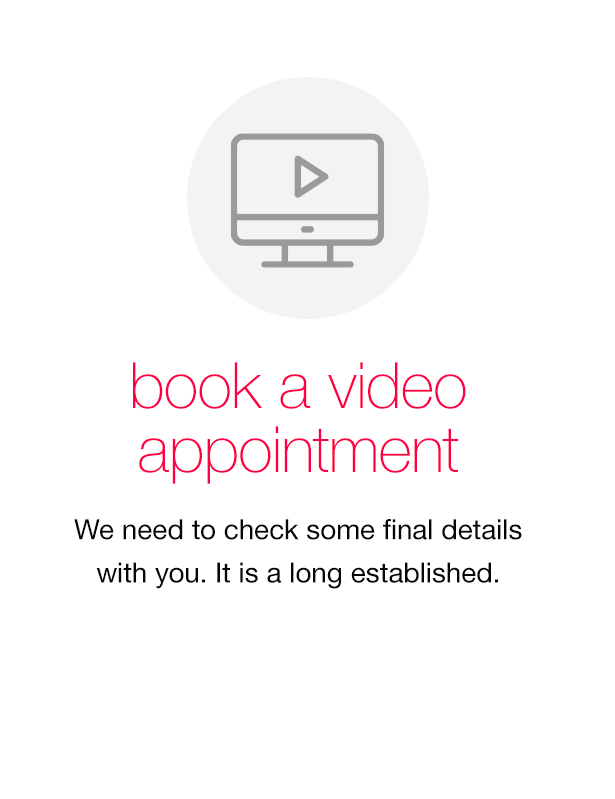 book a video
appointment
We need to check some final details
with you. It is a long established.